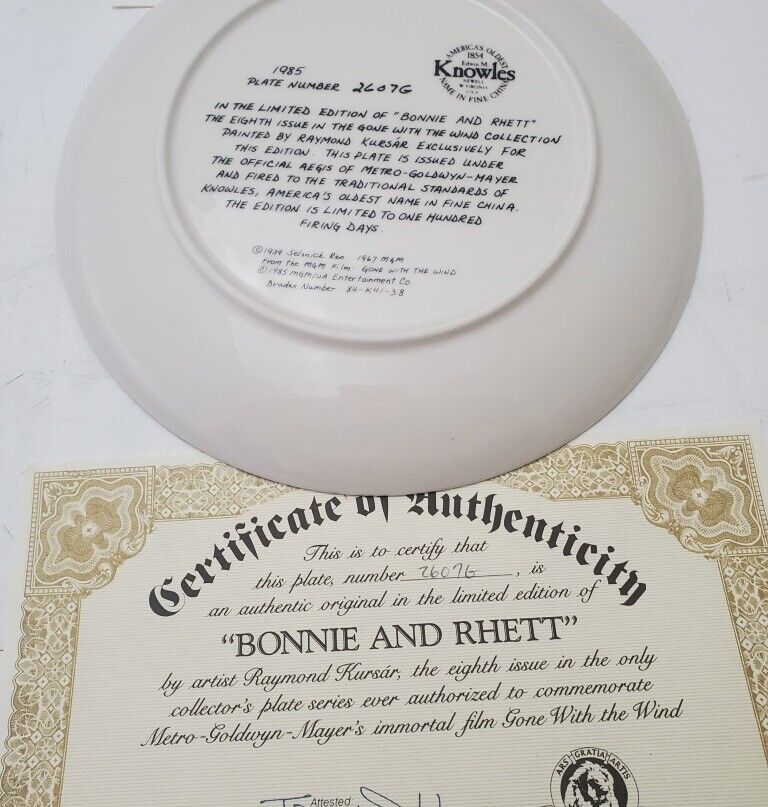 1985
PLATE NUMBER 2607G
AMERICA'S OLDEST
1854
Edwin M.
Knowles
NEWELL
W. VIRGINIA
U.S.A.
NAME IN FINE CHINA
IN THE LIMITED EDITION OF "BONNIE AND RHETT"
THE EIGHTH ISSUE IN THE GONE WITH THE WIND COLLECTION
PAINTED BY RAYMOND KURSÁR EXCLUSIVELY FOR
THIS EDITION. THIS PLATE IS ISSUED UNDER
THE OFFICIAL AEGIS OF METRO-GOLDWYN-MAYER
AND FIRED TO THE TRADITIONAL STANDARDS OF
KNOWLES, AMERICA'S OLDEST NAME IN FINE CHINA.
THE EDITION IS LIMITED TO ONE HUNDRED
FIRING DAYS.
©1939 Selznick Ren. 1967 MGM
From the MGM Film: GONE WITH THE WIND
©1985 MGM/UA Entertainment Co.
Bradex Number: 84-K41-3.8
Certificate of Authenticity
This is to certify that
this plate, number 2607G, is
an authentic original in the limited edition of
"BONNIE AND RHETT"
by artist Raymond Kursár, the eighth issue in the only
collector's plate series ever authorized to commemorate
Metro-Goldwyn-Mayer's immortal film Gone With the Wind
ARS GRATIA ARTIS
Attested